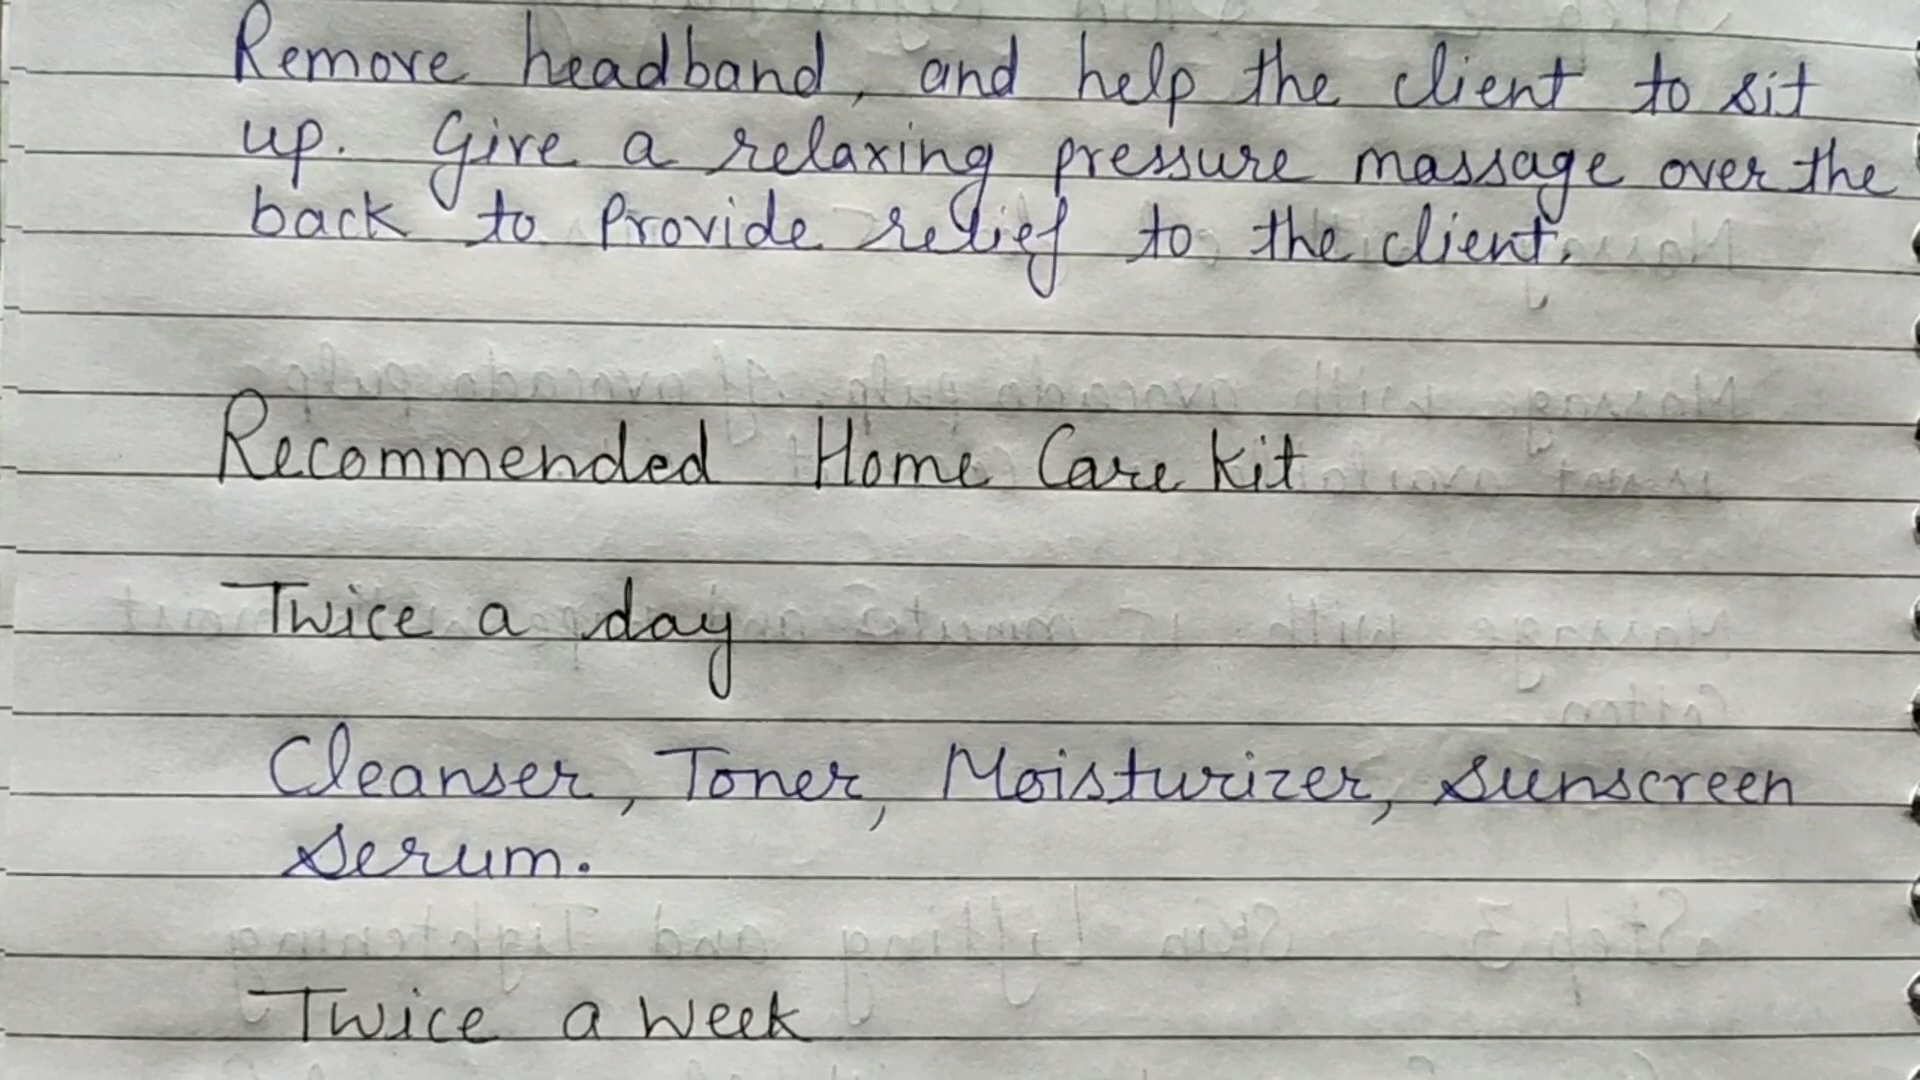 Remove headband, and help the client to sit
up. Give a relaxing pressure massage over the
back to Provide relief to the client.
Recommended Home Care Kit
Twice a day
Cleanser, Toner, Moisturizer, sunscreen
serum.
Twice a week